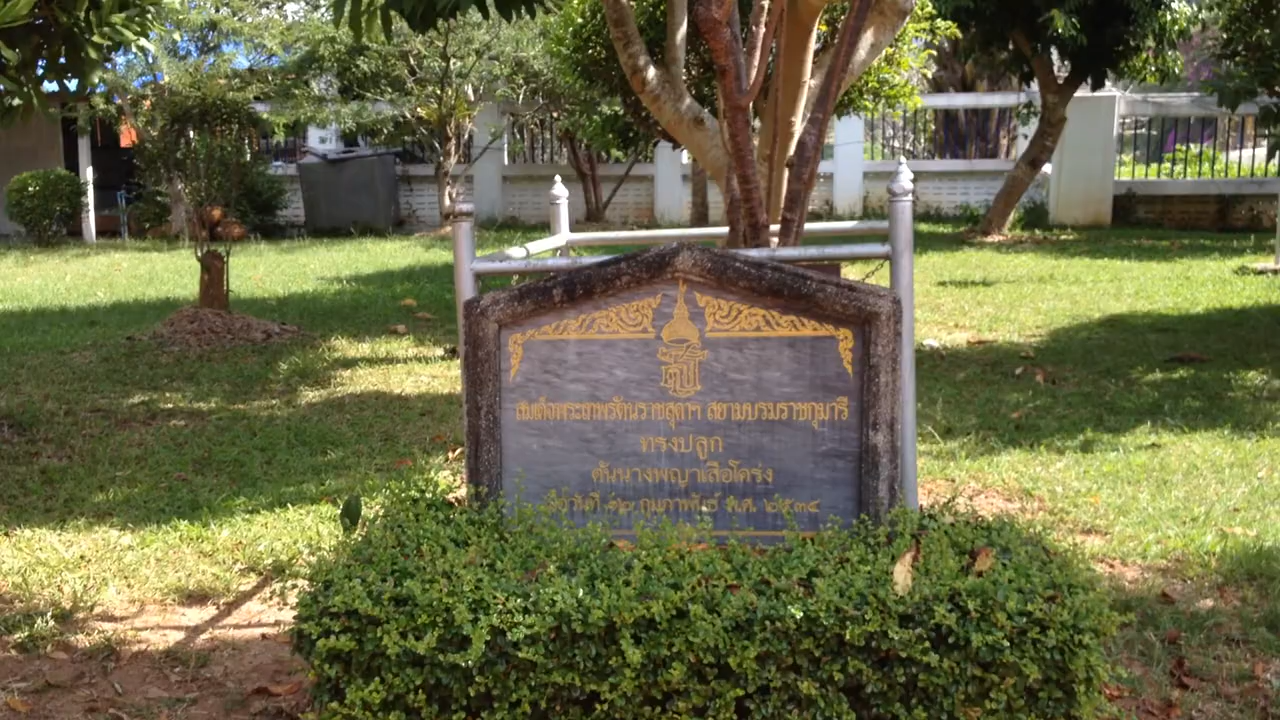 สมเด็จพระเทพรัตนราชสุดาฯ สยามบรมราชกุมารี
ทรงปลูก
ต้นนางพญาเสือโคร่ง
เมื่อวันที่ ๑๒ กุมภาพันธ์ พ.ศ. ๒๕๓๔